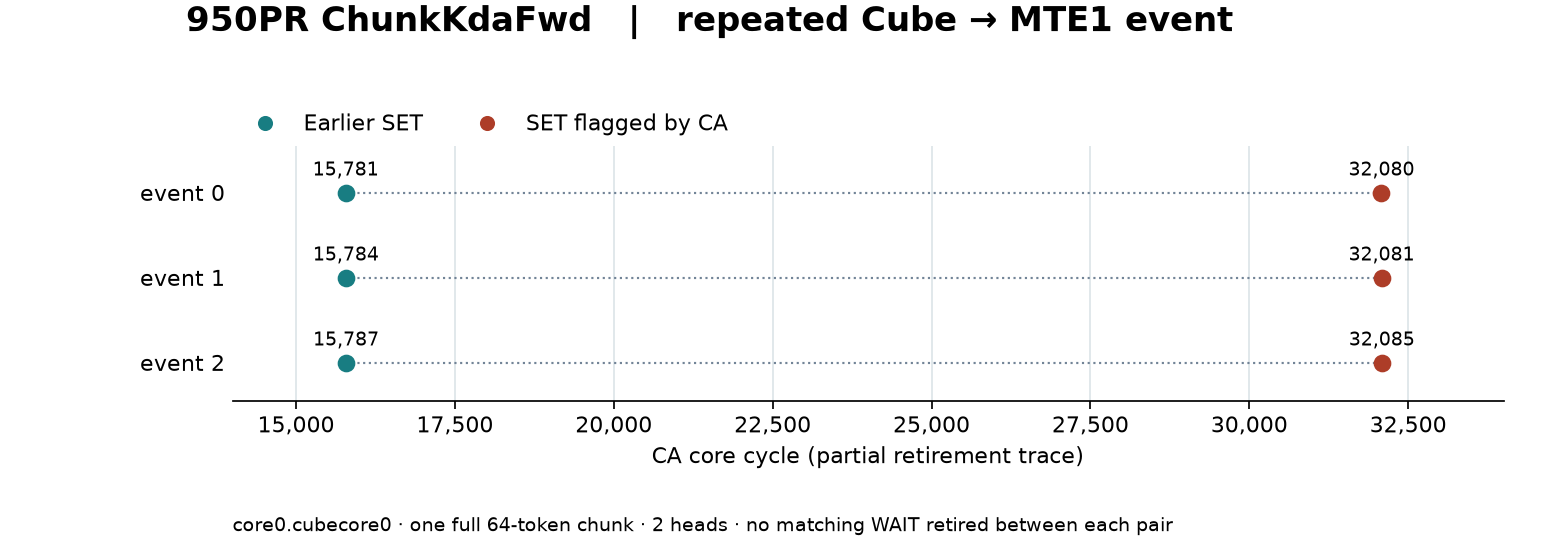 950PR ChunkKdaFwd | repeated Cube → MTE1 event
Earlier SET SET flagged by CA
15,781 32,080
event 0
15,784 32,081
event 1
15,787 32,085
event 2
15,000 17,500 20,000 22,500 25,000 27,500 30,000 32,500
CA core cycle (partial retirement trace)
core0.cubecore0 · one full 64-token chunk · 2 heads · no matching WAIT retired between each pair